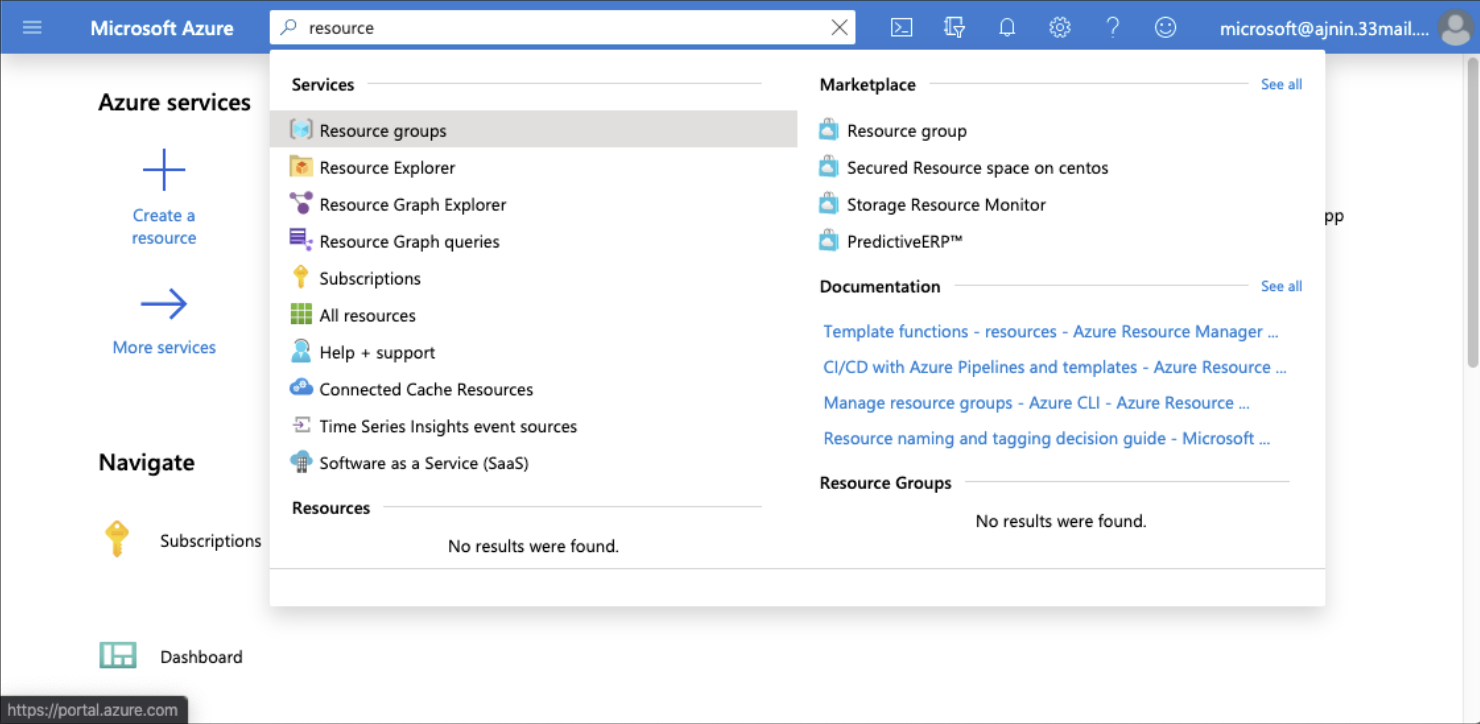 Microsoft Azure
resource
microsoft@ajnin.33mail....
Azure services
Create a
resource
More services
Navigate
Subscriptions
Dashboard
https://portal.azure.com
Services
Resource groups
Resource Explorer
Resource Graph Explorer
Resource Graph queries
Subscriptions
All resources
Help + support
Connected Cache Resources
Time Series Insights event sources
Software as a Service (SaaS)
Resources
No results were found.
Marketplace
See all
Resource group
Secured Resource space on centos
Storage Resource Monitor
PredictiveERP™
Documentation
See all
Template functions - resources - Azure Resource Manager ...
CI/CD with Azure Pipelines and templates - Azure Resource ...
Manage resource groups - Azure CLI - Azure Resource ...
Resource naming and tagging decision guide - Microsoft ...
Resource Groups
No results were found.
pp